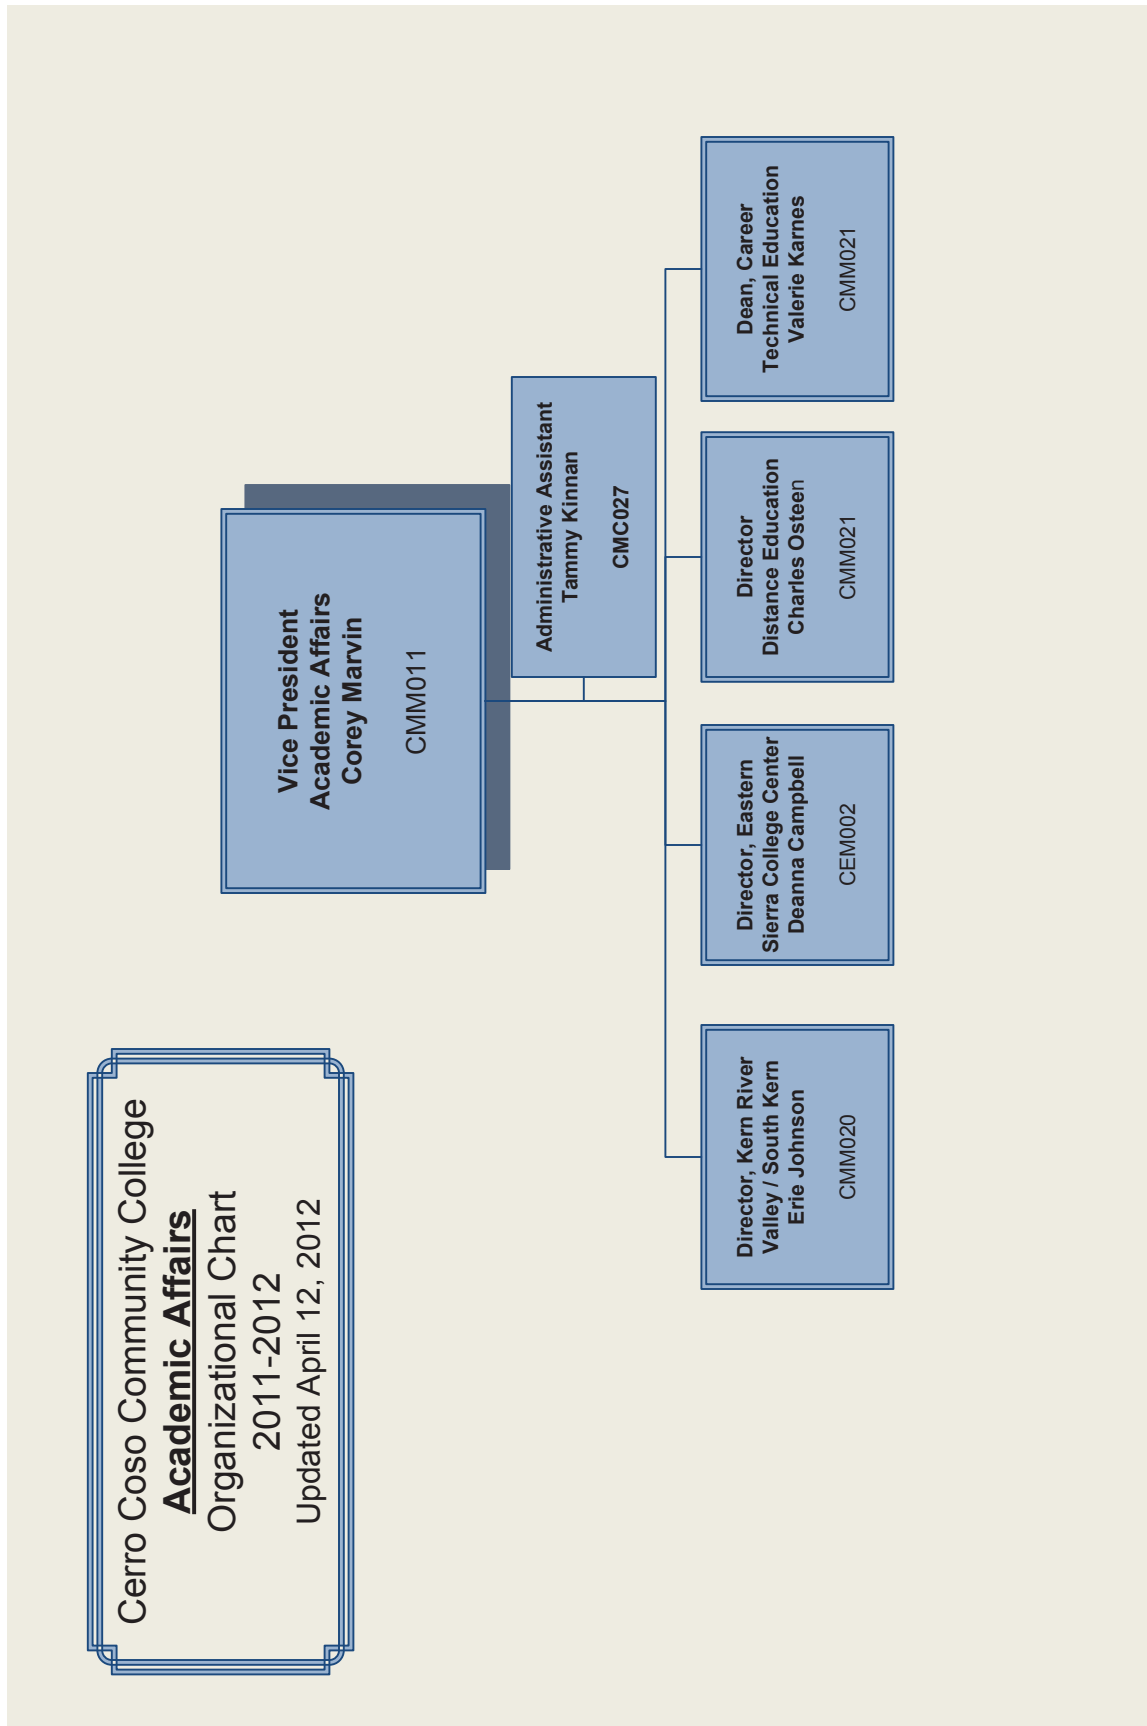 Cerro Coso Community College
Academic Affairs
Organizational Chart
2011-2012
Updated April 12, 2012
Vice President
Academic Affairs
Corey Marvin
CMM011
Administrative Assistant
Tammy Kinnan
CMC027
Director, Kern River
Valley / South Kern
Erie Johnson
CMM020
Director, Eastern
Sierra College Center
Deanna Campbell
CEM002
Director
Distance Education
Charles Osteen
CMM021
Dean, Career
Technical Education
Valerie Karnes
CMM021